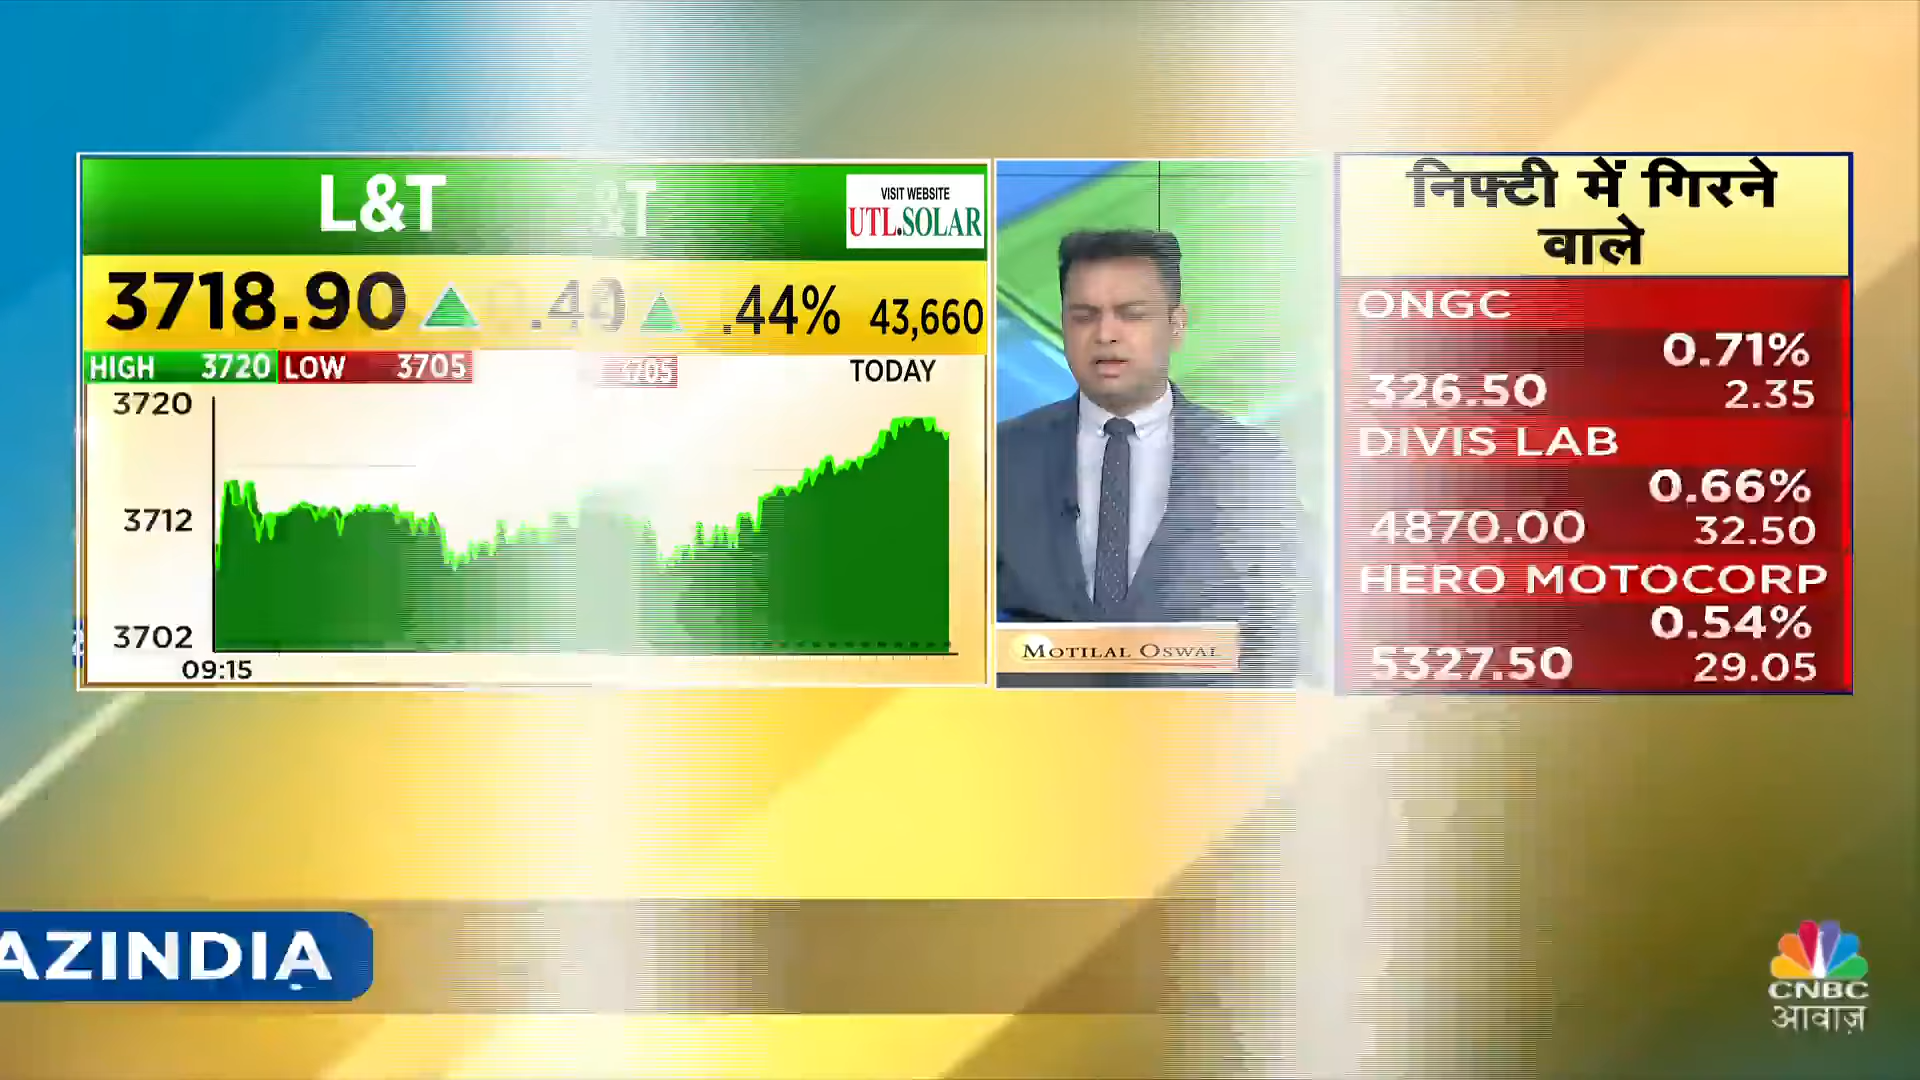 L&T
VISIT WEBSITE
UTL.SOLAR
3718.90 .44% 43,660
HIGH 3720 LOW 3705
TODAY
3720
3712
3702
09:15
MOTILAL OSWAL
निफ्टी में गिरने
वाले
ONGC
0.71%
326.50 2.35
DIVIS LAB
0.66%
4870.00 32.50
HERO MOTOCORP
0.54%
5327.50 29.05
AZINDIA
CNBC
आवाज़